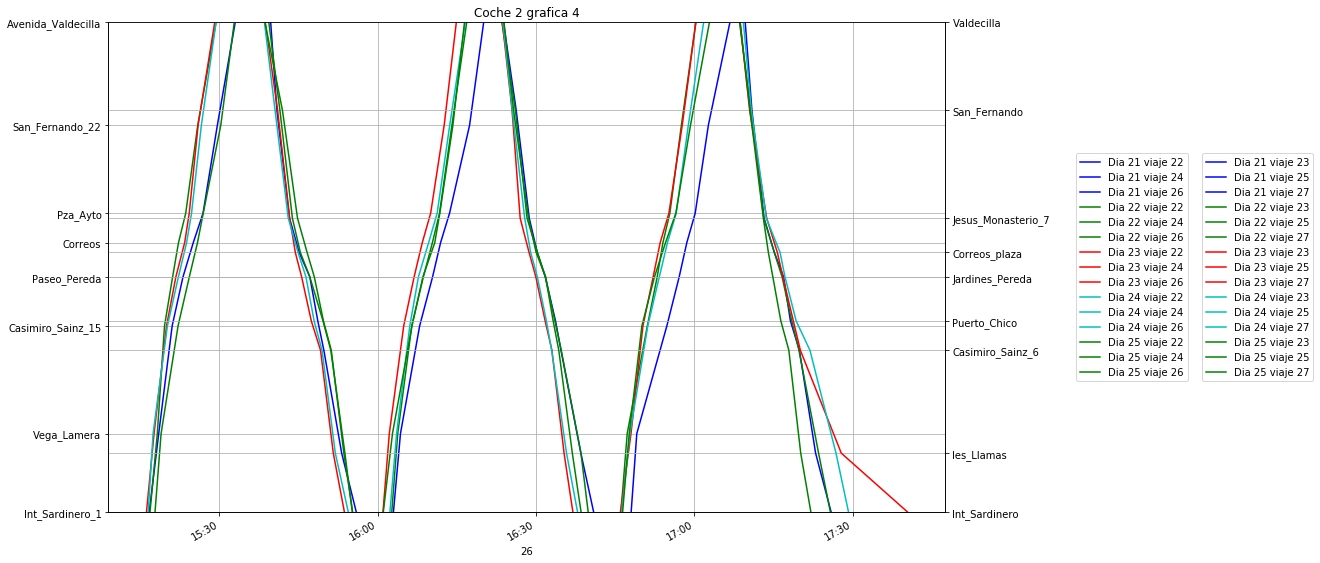 Coche 2 grafica 4
Avenida_Valdecilla
San_Fernando_22
Pza_Ayto
Correos
Paseo_Pereda
Casimiro_Sainz_15
Vega_Lamera
Int_Sardinero_1
Valdecilla
San_Fernando
Jesus_Monasterio_7
Correos_plaza
Jardines_Pereda
Puerto_Chico
Casimiro_Sainz_6
Ies_Llamas
Int_Sardinero
15:30
16:00
16:30
17:00
17:30
26
Dia 21 viaje 22
Dia 21 viaje 24
Dia 21 viaje 26
Dia 22 viaje 22
Dia 22 viaje 24
Dia 22 viaje 26
Dia 23 viaje 22
Dia 23 viaje 24
Dia 23 viaje 26
Dia 24 viaje 22
Dia 24 viaje 24
Dia 24 viaje 26
Dia 25 viaje 22
Dia 25 viaje 24
Dia 25 viaje 26
Dia 21 viaje 23
Dia 21 viaje 25
Dia 21 viaje 27
Dia 22 viaje 23
Dia 22 viaje 25
Dia 22 viaje 27
Dia 23 viaje 23
Dia 23 viaje 25
Dia 23 viaje 27
Dia 24 viaje 23
Dia 24 viaje 25
Dia 24 viaje 27
Dia 25 viaje 23
Dia 25 viaje 25
Dia 25 viaje 27